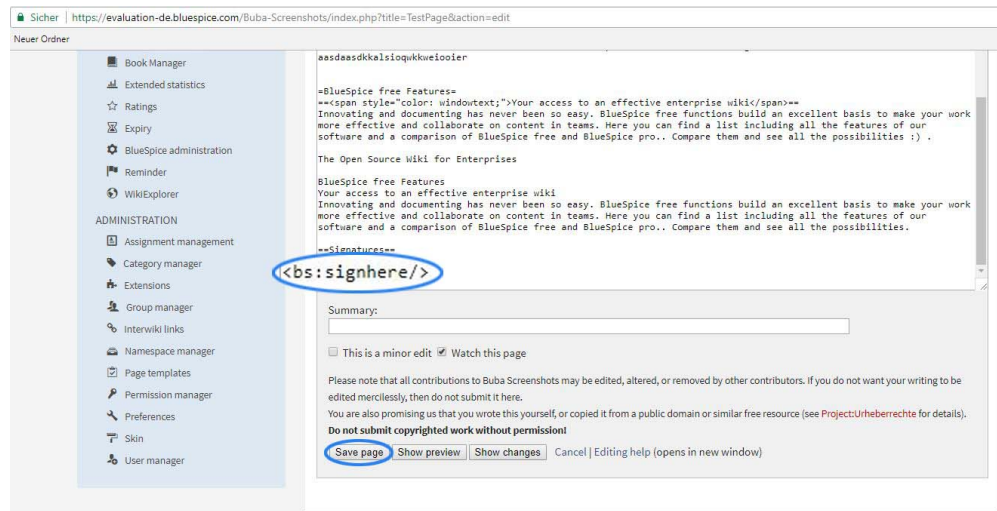 Sicher | https://evaluation-de.bluespice.com/Buba-Screenshots/index.php?title=TestPage&action=edit
Neuer Ordner
Book Manager
Extended statistics
Ratings
Expiry
BlueSpice administration
Reminder
WikiExplorer
ADMINISTRATION
Assignment management
Category manager
Extensions
Group manager
Interwiki links
Namespace manager
Page templates
Permission manager
Preferences
Skin
User manager
aasdaasdkkalsioqwkkweiooier
=BlueSpice free Features=
==<span style="color: windowtext;">Your access to an effective enterprise wiki</span>==
Innovating and documenting has never been so easy. BlueSpice free functions build an excellent basis to make your work
more effective and collaborate on content in teams. Here you can find a list including all the features of our
software and a comparison of BlueSpice free and BlueSpice pro.. Compare them and see all the possibilities :) .
The Open Source Wiki for Enterprises
BlueSpice free Features
Your access to an effective enterprise wiki
Innovating and documenting has never been so easy. BlueSpice free functions build an excellent basis to make your work
more effective and collaborate on content in teams. Here you can find a list including all the features of our
software and a comparison of BlueSpice free and BlueSpice pro.. Compare them and see all the possibilities.
==Signatures==
<bs:signhere/>
Summary:
This is a minor edit Watch this page
Please note that all contributions to Buba Screenshots may be edited, altered, or removed by other contributors. If you do not want your writing to be
edited mercilessly, then do not submit it here.
You are also promising us that you wrote this yourself, or copied it from a public domain or similar free resource (see Project:Urheberrechte for details).
Do not submit copyrighted work without permission!
Save page Show preview Show changes Cancel | Editing help (opens in new window)